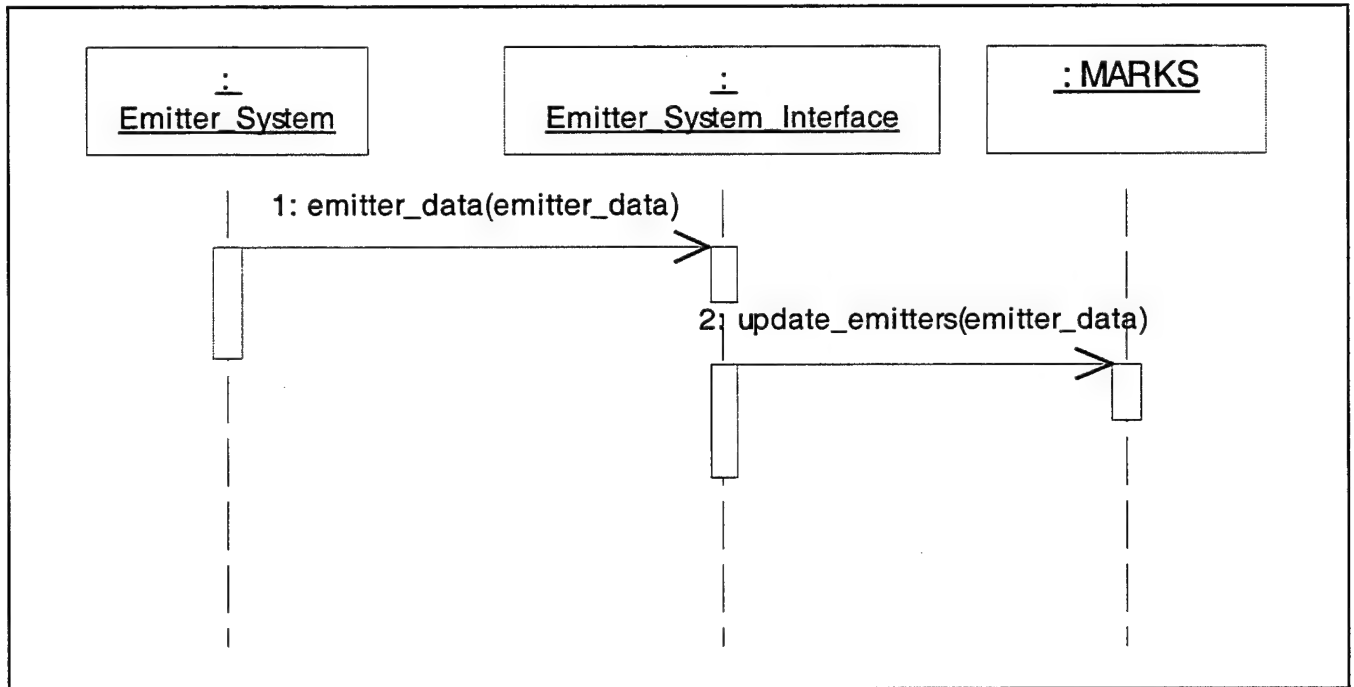 :
Emitter_System
:
Emitter_System_Interface
: MARKS
1: emitter_data(emitter_data)
2: update_emitters(emitter_data)